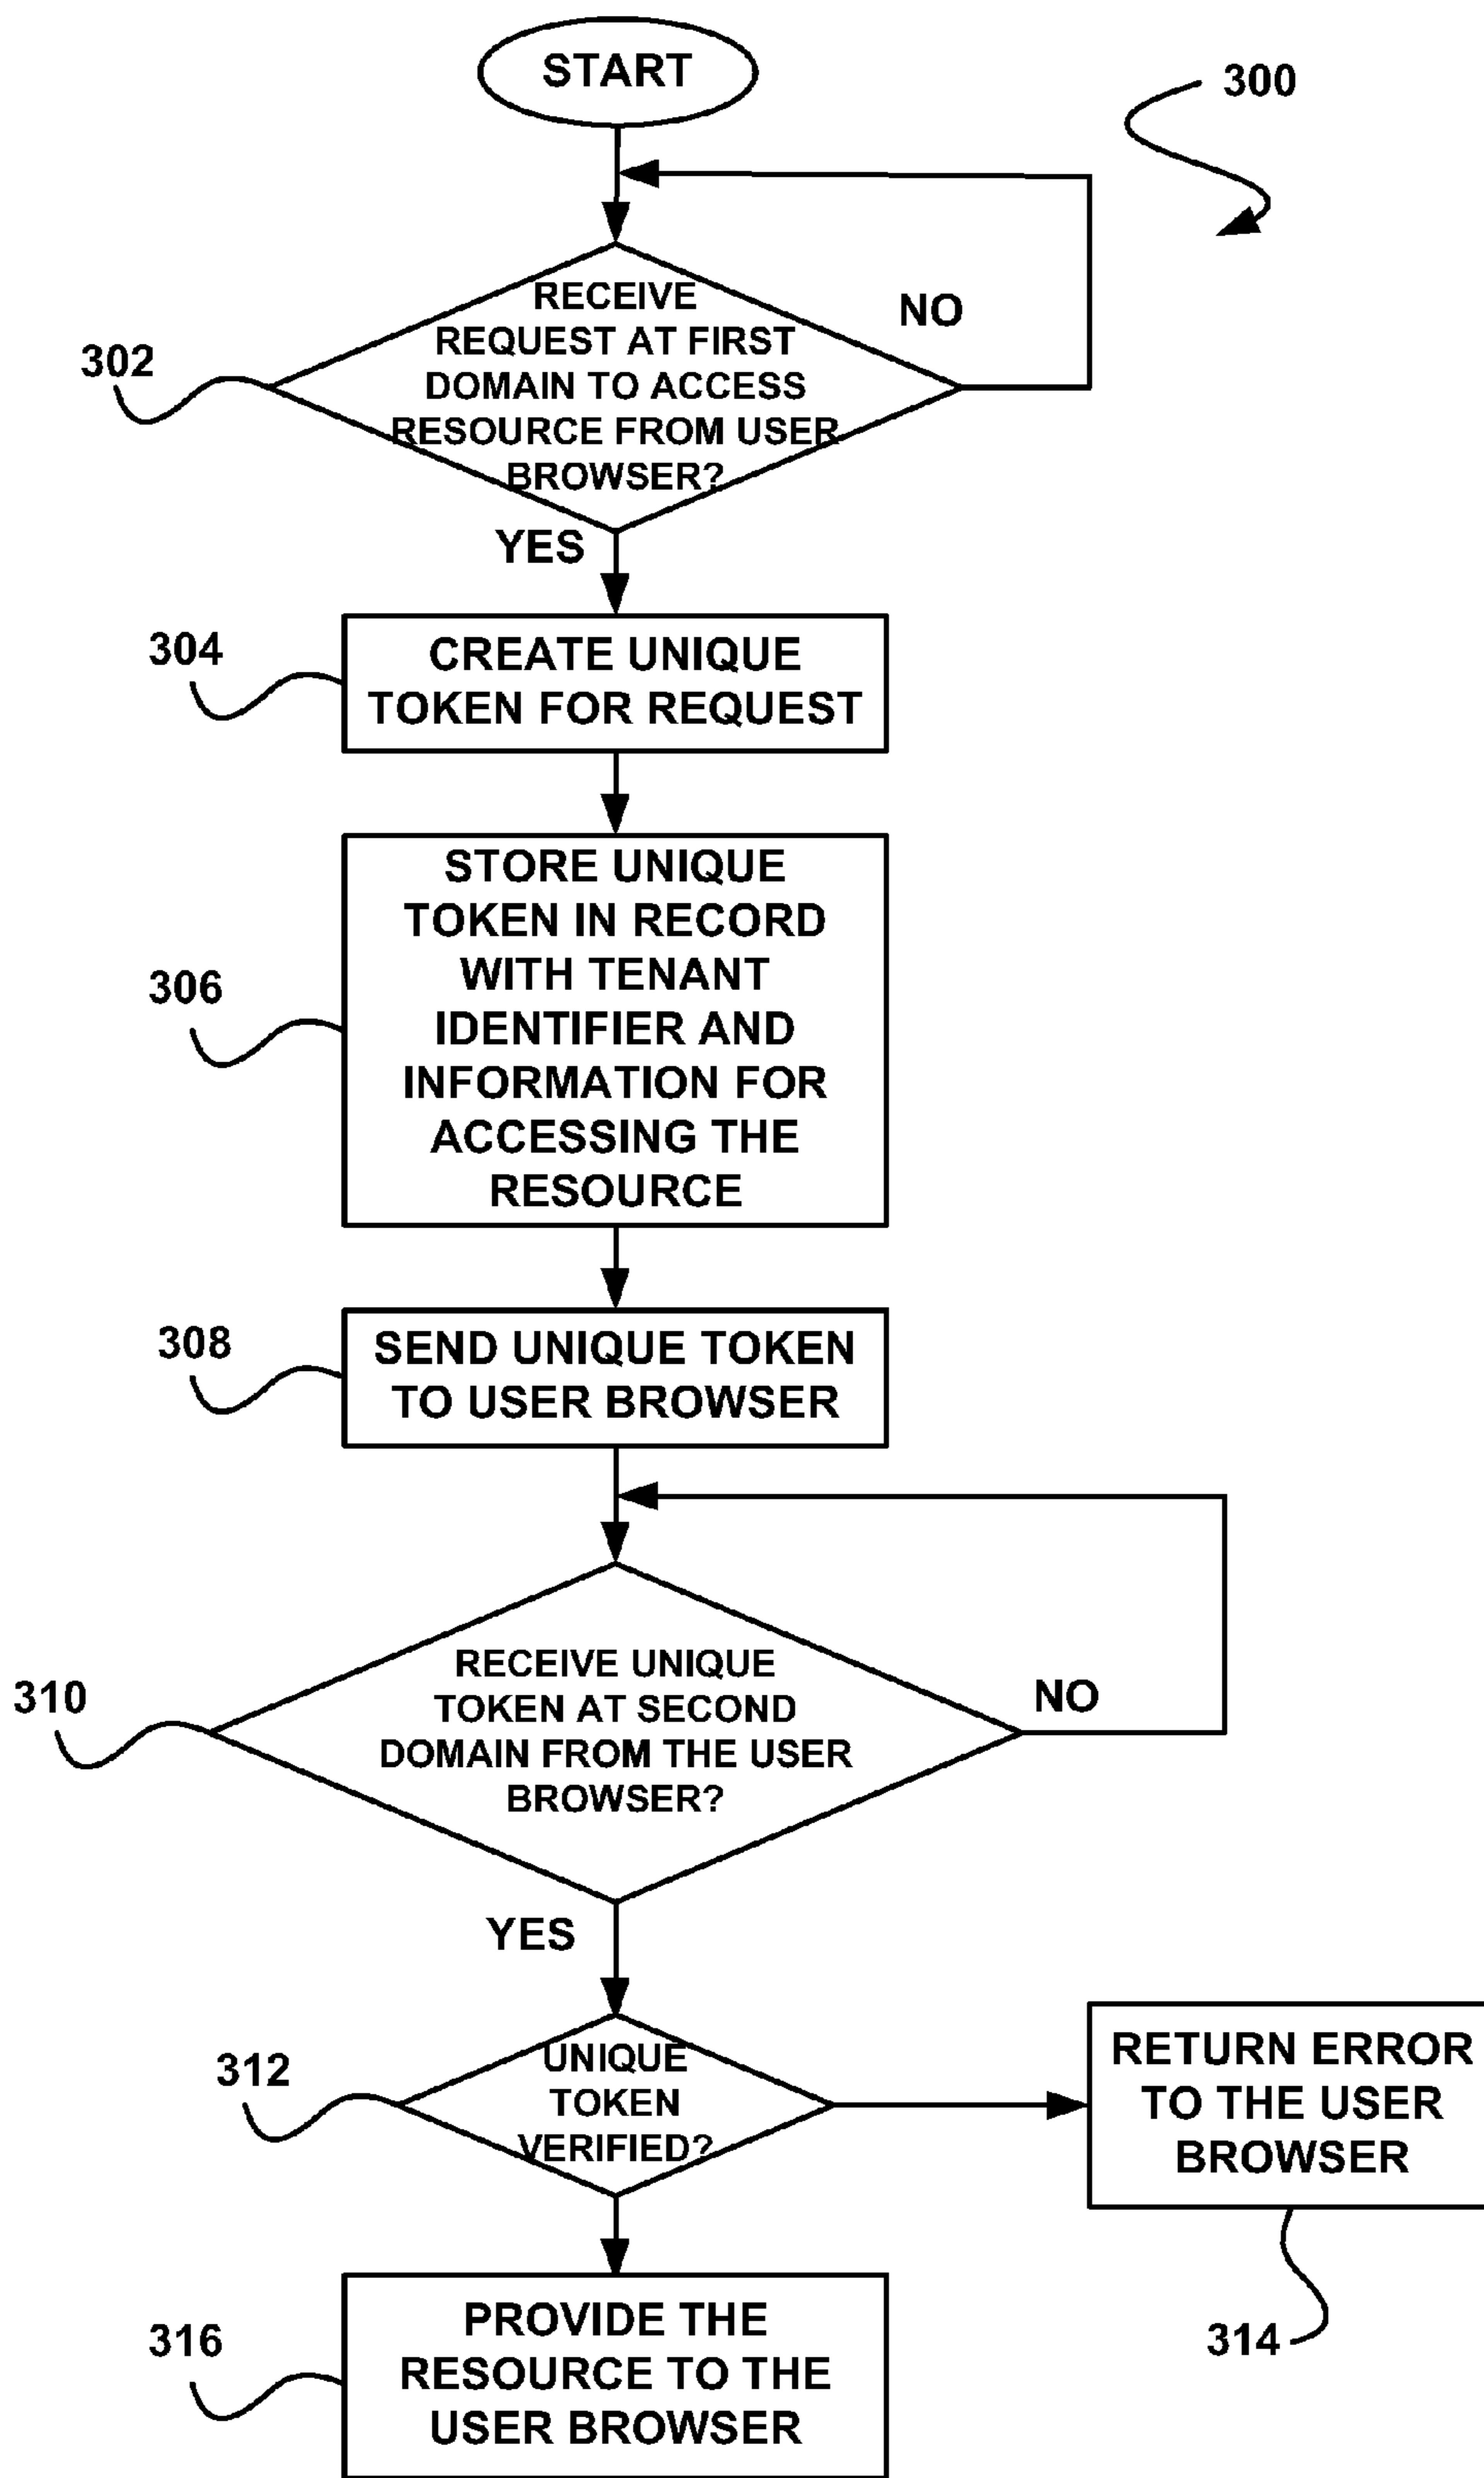 START
300
RECEIVE
REQUEST AT FIRST
DOMAIN TO ACCESS
RESOURCE FROM USER
BROWSER?
NO
302
YES
304
CREATE UNIQUE
TOKEN FOR REQUEST
306
STORE UNIQUE
TOKEN IN RECORD
WITH TENANT
IDENTIFIER AND
INFORMATION FOR
ACCESSING THE
RESOURCE
308
SEND UNIQUE TOKEN
TO USER BROWSER
310
RECEIVE UNIQUE
TOKEN AT SECOND
DOMAIN FROM THE USER
BROWSER?
NO
YES
312
UNIQUE
TOKEN
VERIFIED?
RETURN ERROR
TO THE USER
BROWSER
314
316
PROVIDE THE
RESOURCE TO THE
USER BROWSER